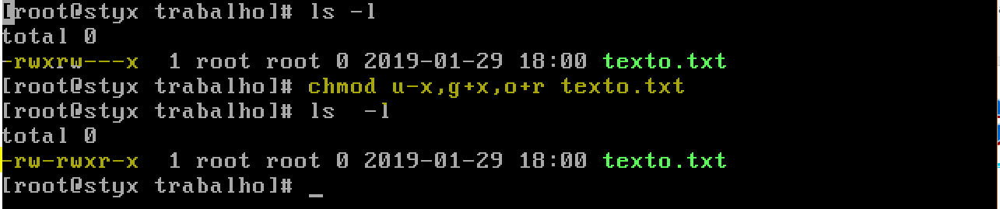 [root@styx trabalho]# ls -l
total 0
-rwxrw---x  1 root root 0 2019-01-29 18:00 texto.txt
[root@styx trabalho]# chmod u-x,g+x,o+r texto.txt
[root@styx trabalho]# ls  -l
total 0
-rw-rwxr-x  1 root root 0 2019-01-29 18:00 texto.txt
[root@styx trabalho]# _